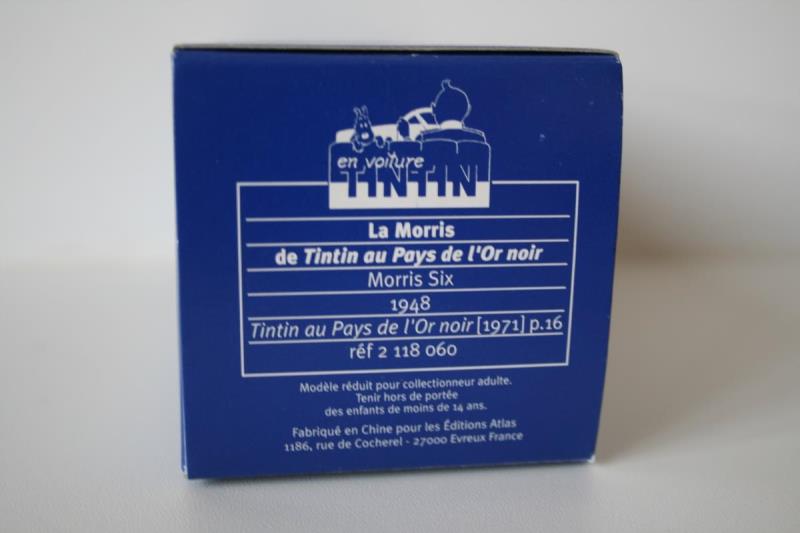 en voiture
TINTIN
La Morris
de Tintin au Pays de l'Or noir
Morris Six
1948
Tintin au Pays de l'Or noir [1971] p.16
réf 2 118 060
Modèle réduit pour collectionneur adulte.
Tenir hors de portée
des enfants de moins de 14 ans.
Fabriqué en Chine pour les Éditions Atlas
1186, rue de Cocherel - 27000 Evreux France